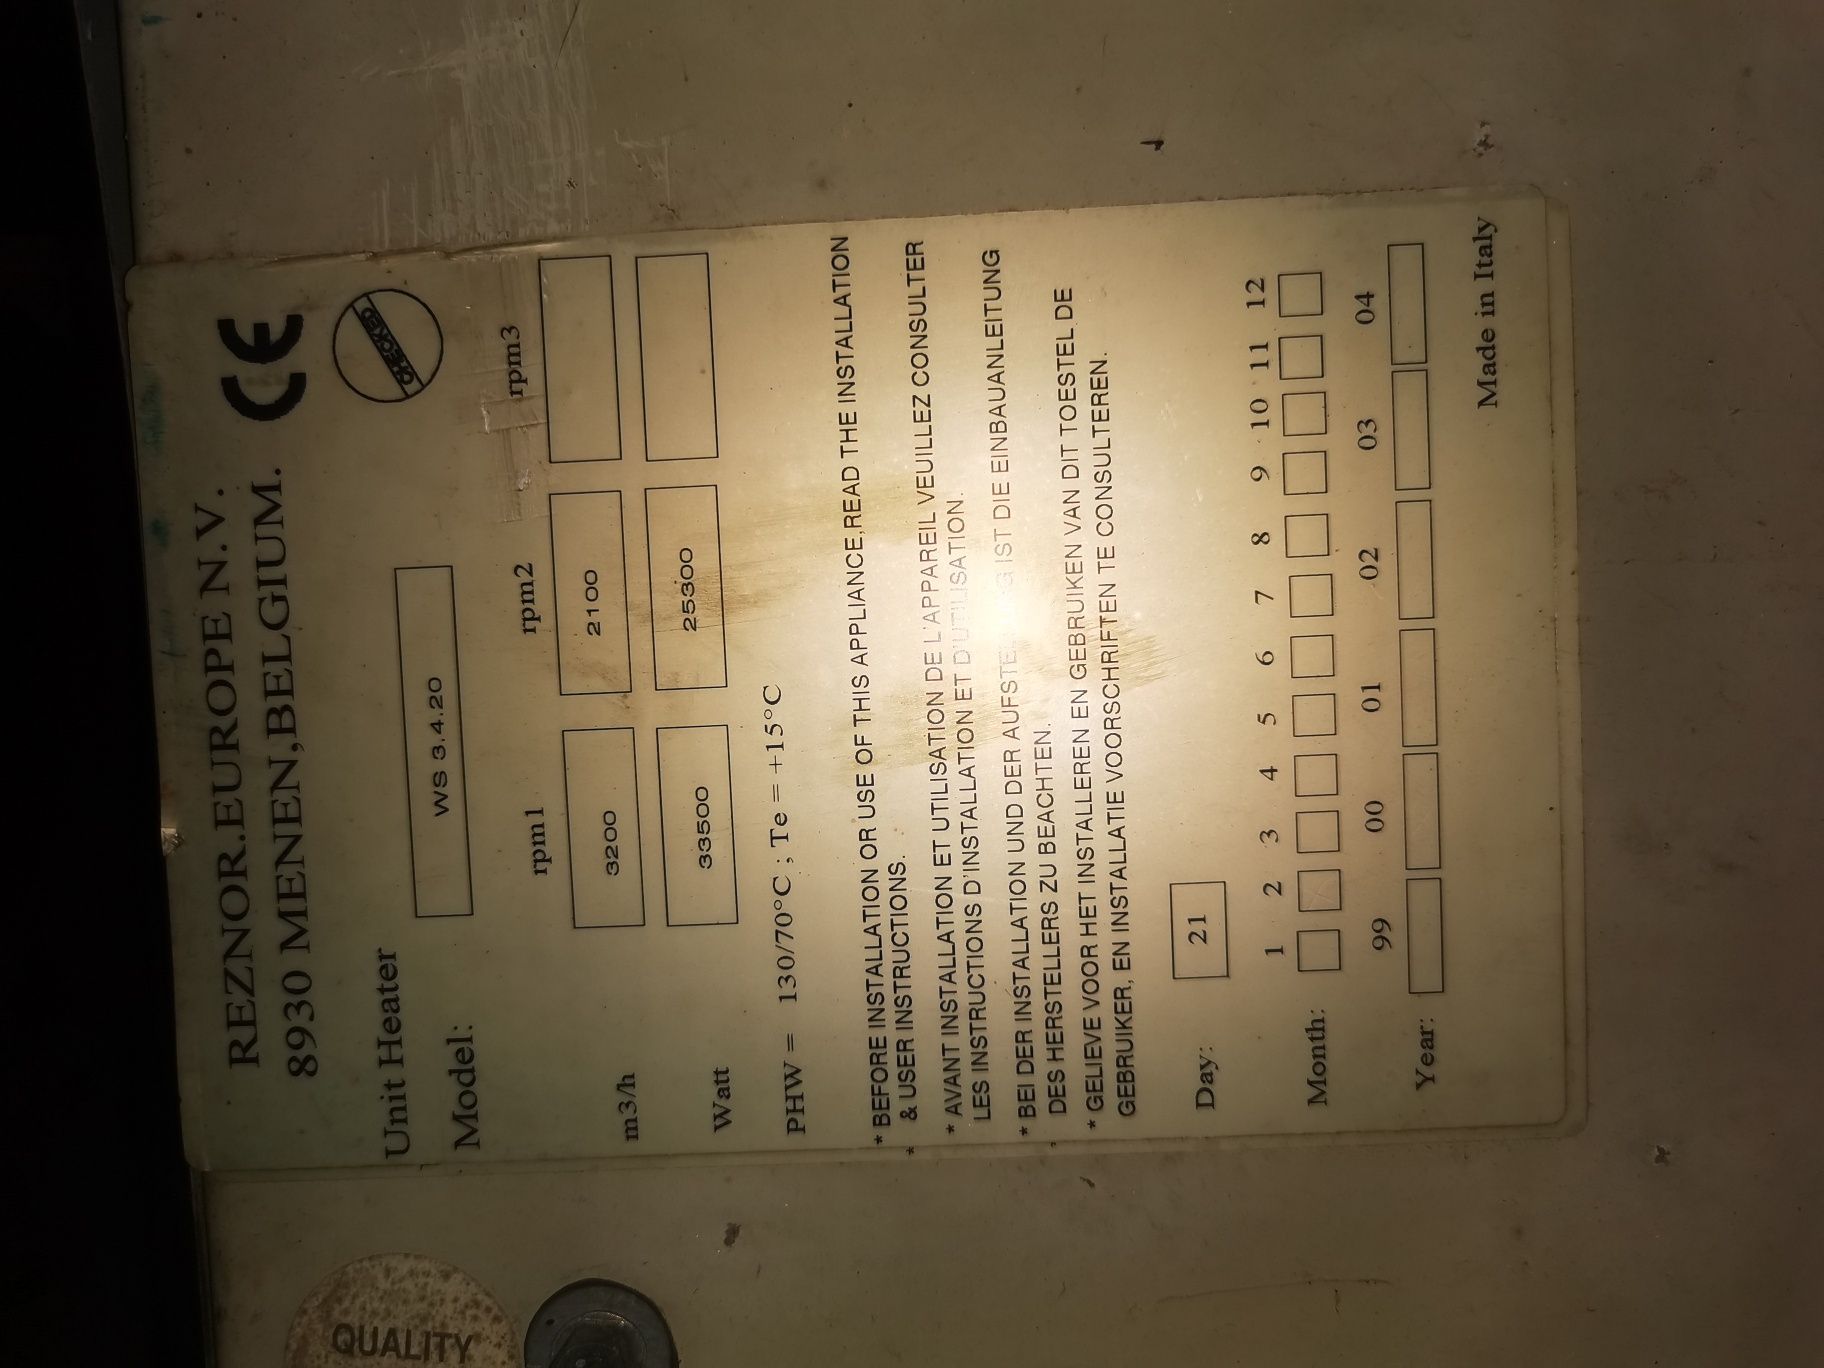 REZNOR.EUROPE N.V.
8930 MENEN,BELGIUM.
CE
CHECKED
Unit Heater
Model: WS 3.4.20
rpm1 rpm2 rpm3
m3/h 3200 2100
Watt 33500 25300
PHW = 130/70°C ; Te = +15°C
* BEFORE INSTALLATION OR USE OF THIS APPLIANCE,READ THE INSTALLATION
* & USER INSTRUCTIONS.
* AVANT INSTALLATION ET UTILISATION DE L'APPAREIL VEUILLEZ CONSULTER
LES INSTRUCTIONS D'INSTALLATION ET D'UTILISATION.
* BEI DER INSTALLATION UND DER AUFSTELLUNG IST DIE EINBAUANLEITUNG
DES HERSTELLERS ZU BEACHTEN.
* GELIEVE VOOR HET INSTALLEREN EN GEBRUIKEN VAN DIT TOESTEL DE
GEBRUIKER, EN INSTALLATIE VOORSCHRIFTEN TE CONSULTEREN.
Day: 21
1 2 3 4 5 6 7 8 9 10 11 12
Month:
99 00 01 02 03 04
Year:
Made in Italy
QUALITY